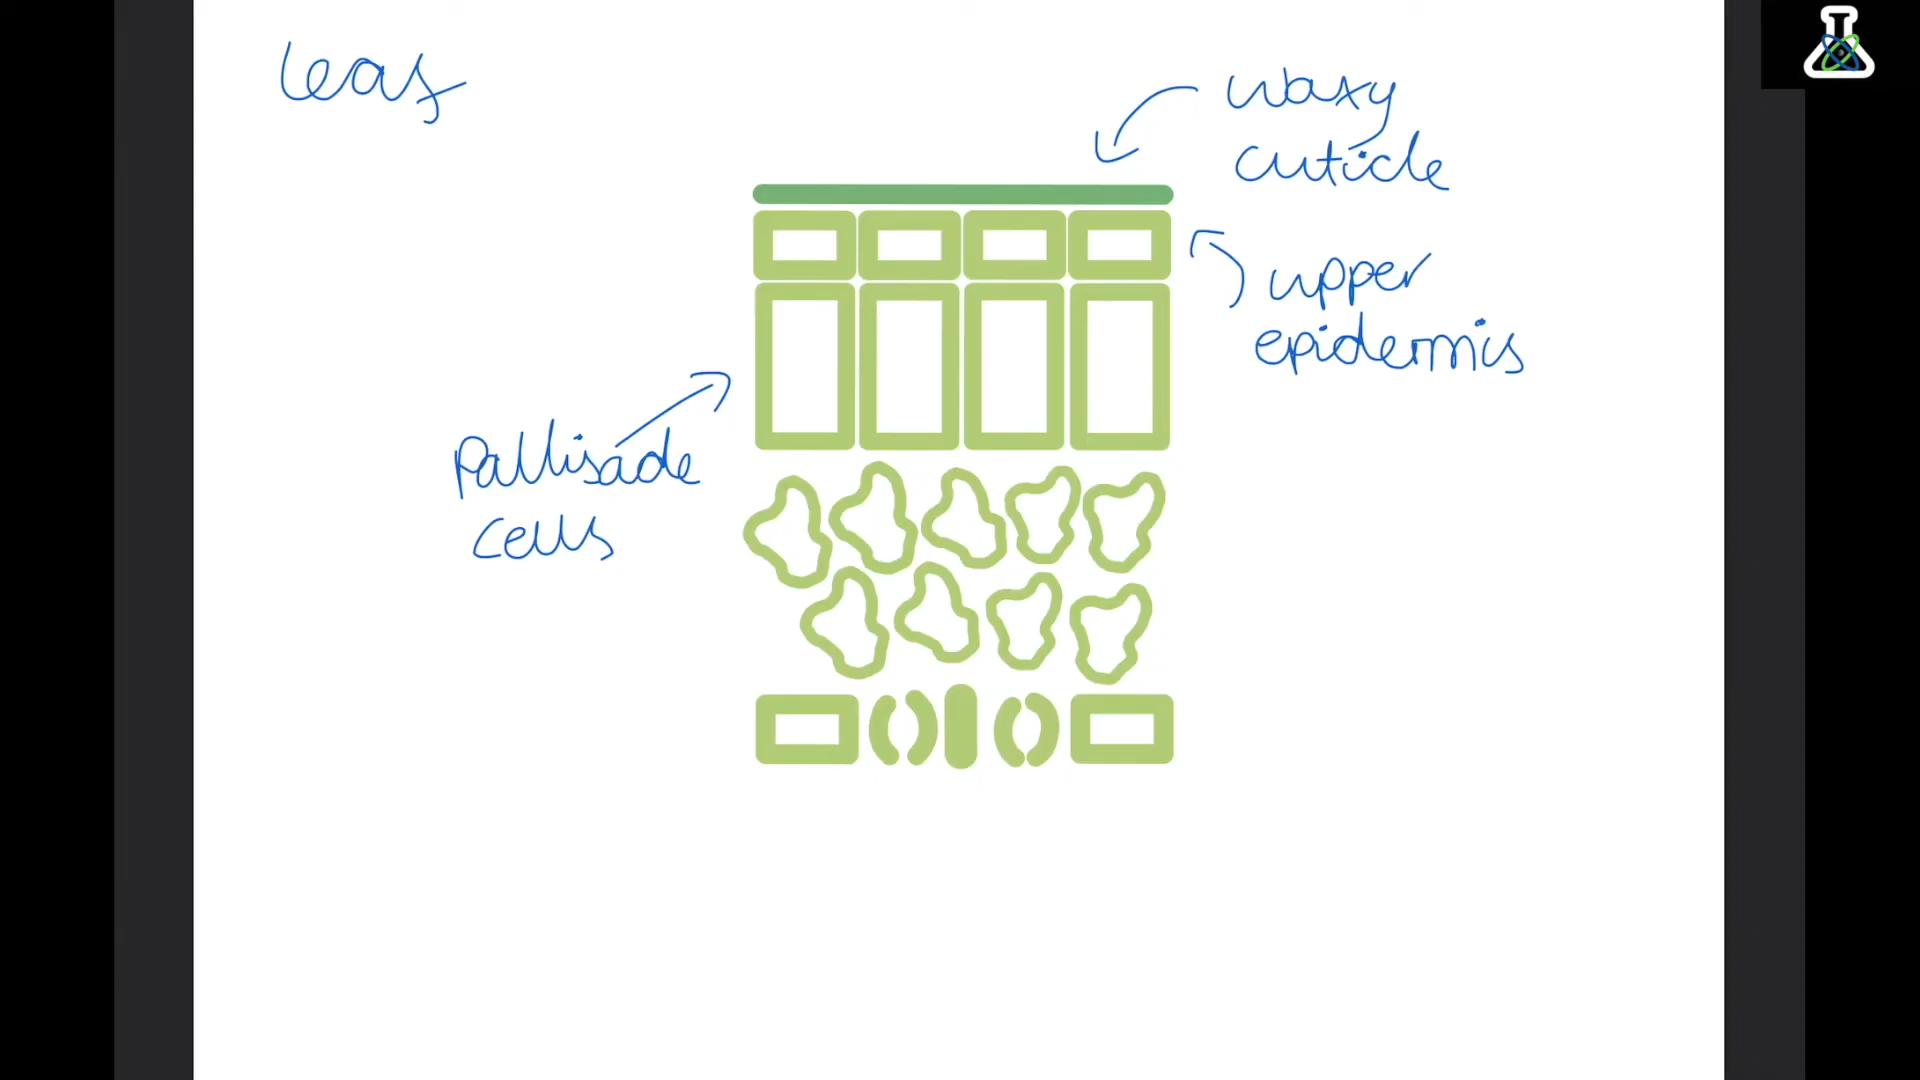 leaf
waxy
cuticle
upper
epidermis
Pallisade
cells